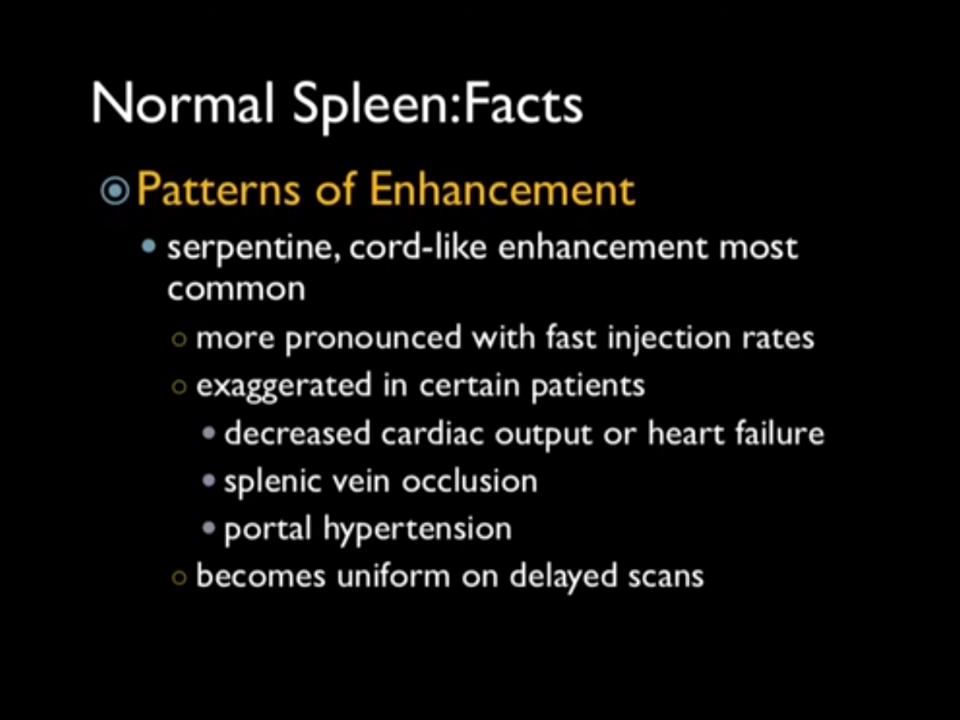 Normal Spleen:Facts
Patterns of Enhancement
serpentine, cord-like enhancement most
common
more pronounced with fast injection rates
exaggerated in certain patients
decreased cardiac output or heart failure
splenic vein occlusion
portal hypertension
becomes uniform on delayed scans